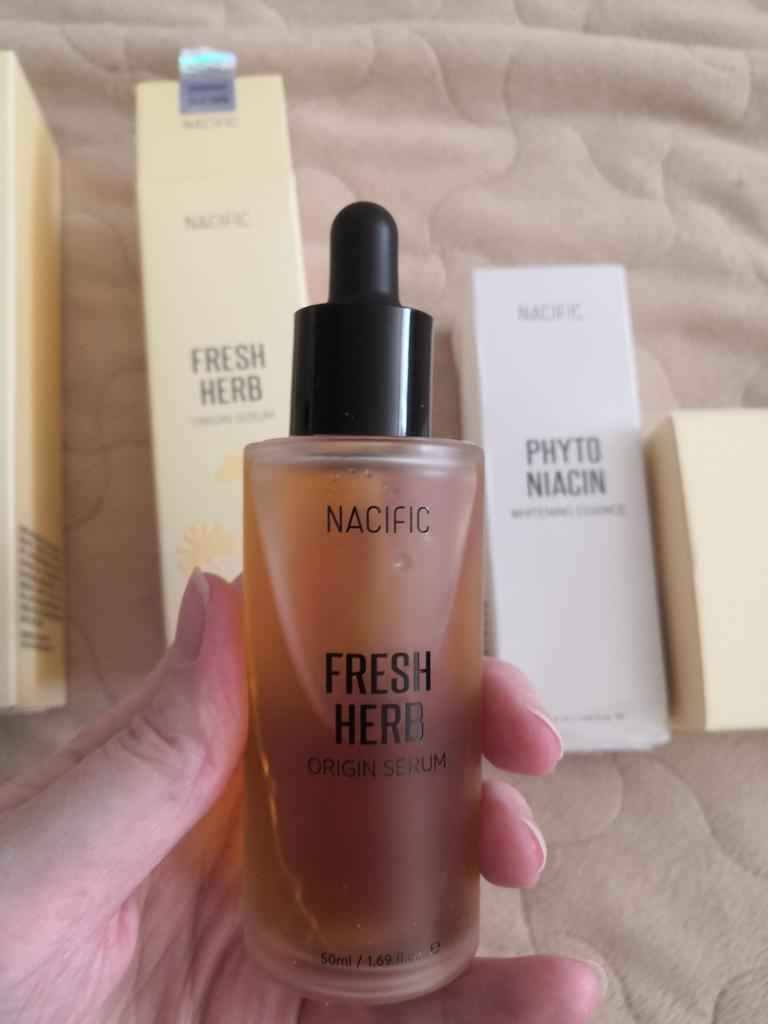 NACIFIC
NACIFIC
FRESH
HERB
ORIGIN SERUM
NACIFIC
PHYTO
NIACIN
WHITENING ESSENCE
NACIFIC
FRESH
HERB
ORIGIN SERUM
50ml / 1.69 fl.oz. e